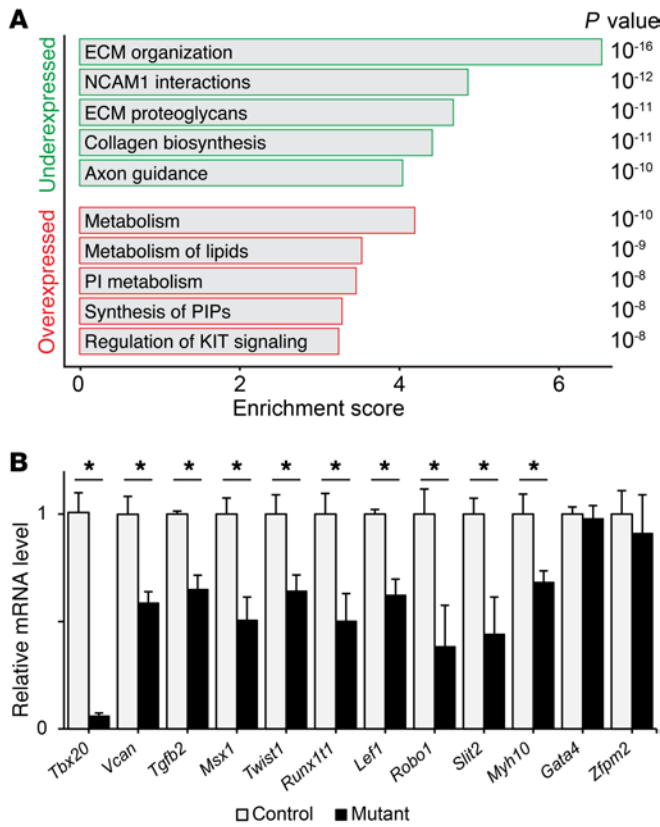 A
P value
Underexpressed
ECM organization 10-16
NCAM1 interactions 10-12
ECM proteoglycans 10-11
Collagen biosynthesis 10-11
Axon guidance 10-10
Overexpressed
Metabolism 10-10
Metabolism of lipids 10-9
PI metabolism 10-8
Synthesis of PIPs 10-8
Regulation of KIT signaling 10-8
0 2 4 6
Enrichment score
B
* * * * * * * * * *
Relative mRNA level
1
0
Tbx20 Vcan Tgfb2 Msx1 Twist1 Runx1t1 Lef1 Robo1 Slit2 Myh10 Gata4 Zfpm2
Control Mutant